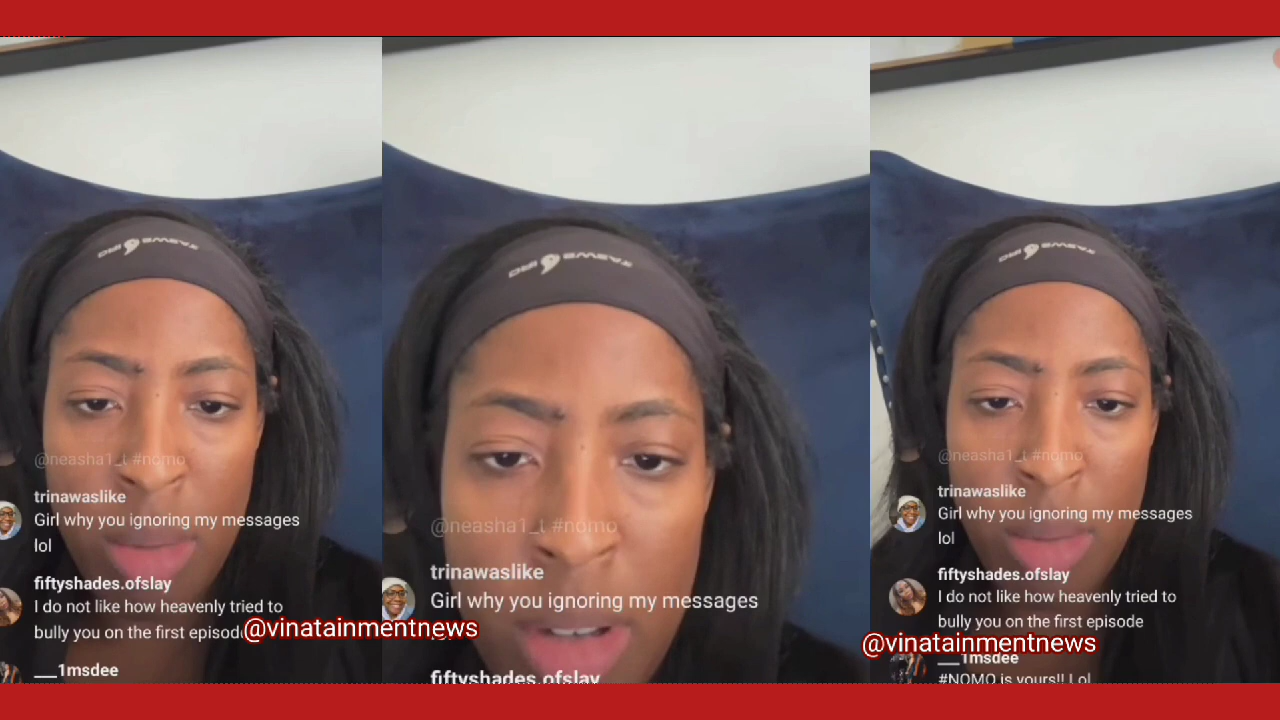 @neasha1_t #nomo
trinawaslike
Girl why you ignoring my messages
lol
fiftyshades.ofslay
I do not like how heavenly tried to
bully you on the first episode
___1msdee
@vinatainmentnews
@neasha1_t #nomo
trinawaslike
Girl why you ignoring my messages
fiftyshades.ofslay
@neasha1_t #nomo
trinawaslike
Girl why you ignoring my messages
lol
fiftyshades.ofslay
I do not like how heavenly tried to
bully you on the first episode
@vinatainmentnews
___1msdee
#NOMO is yours!! Lol